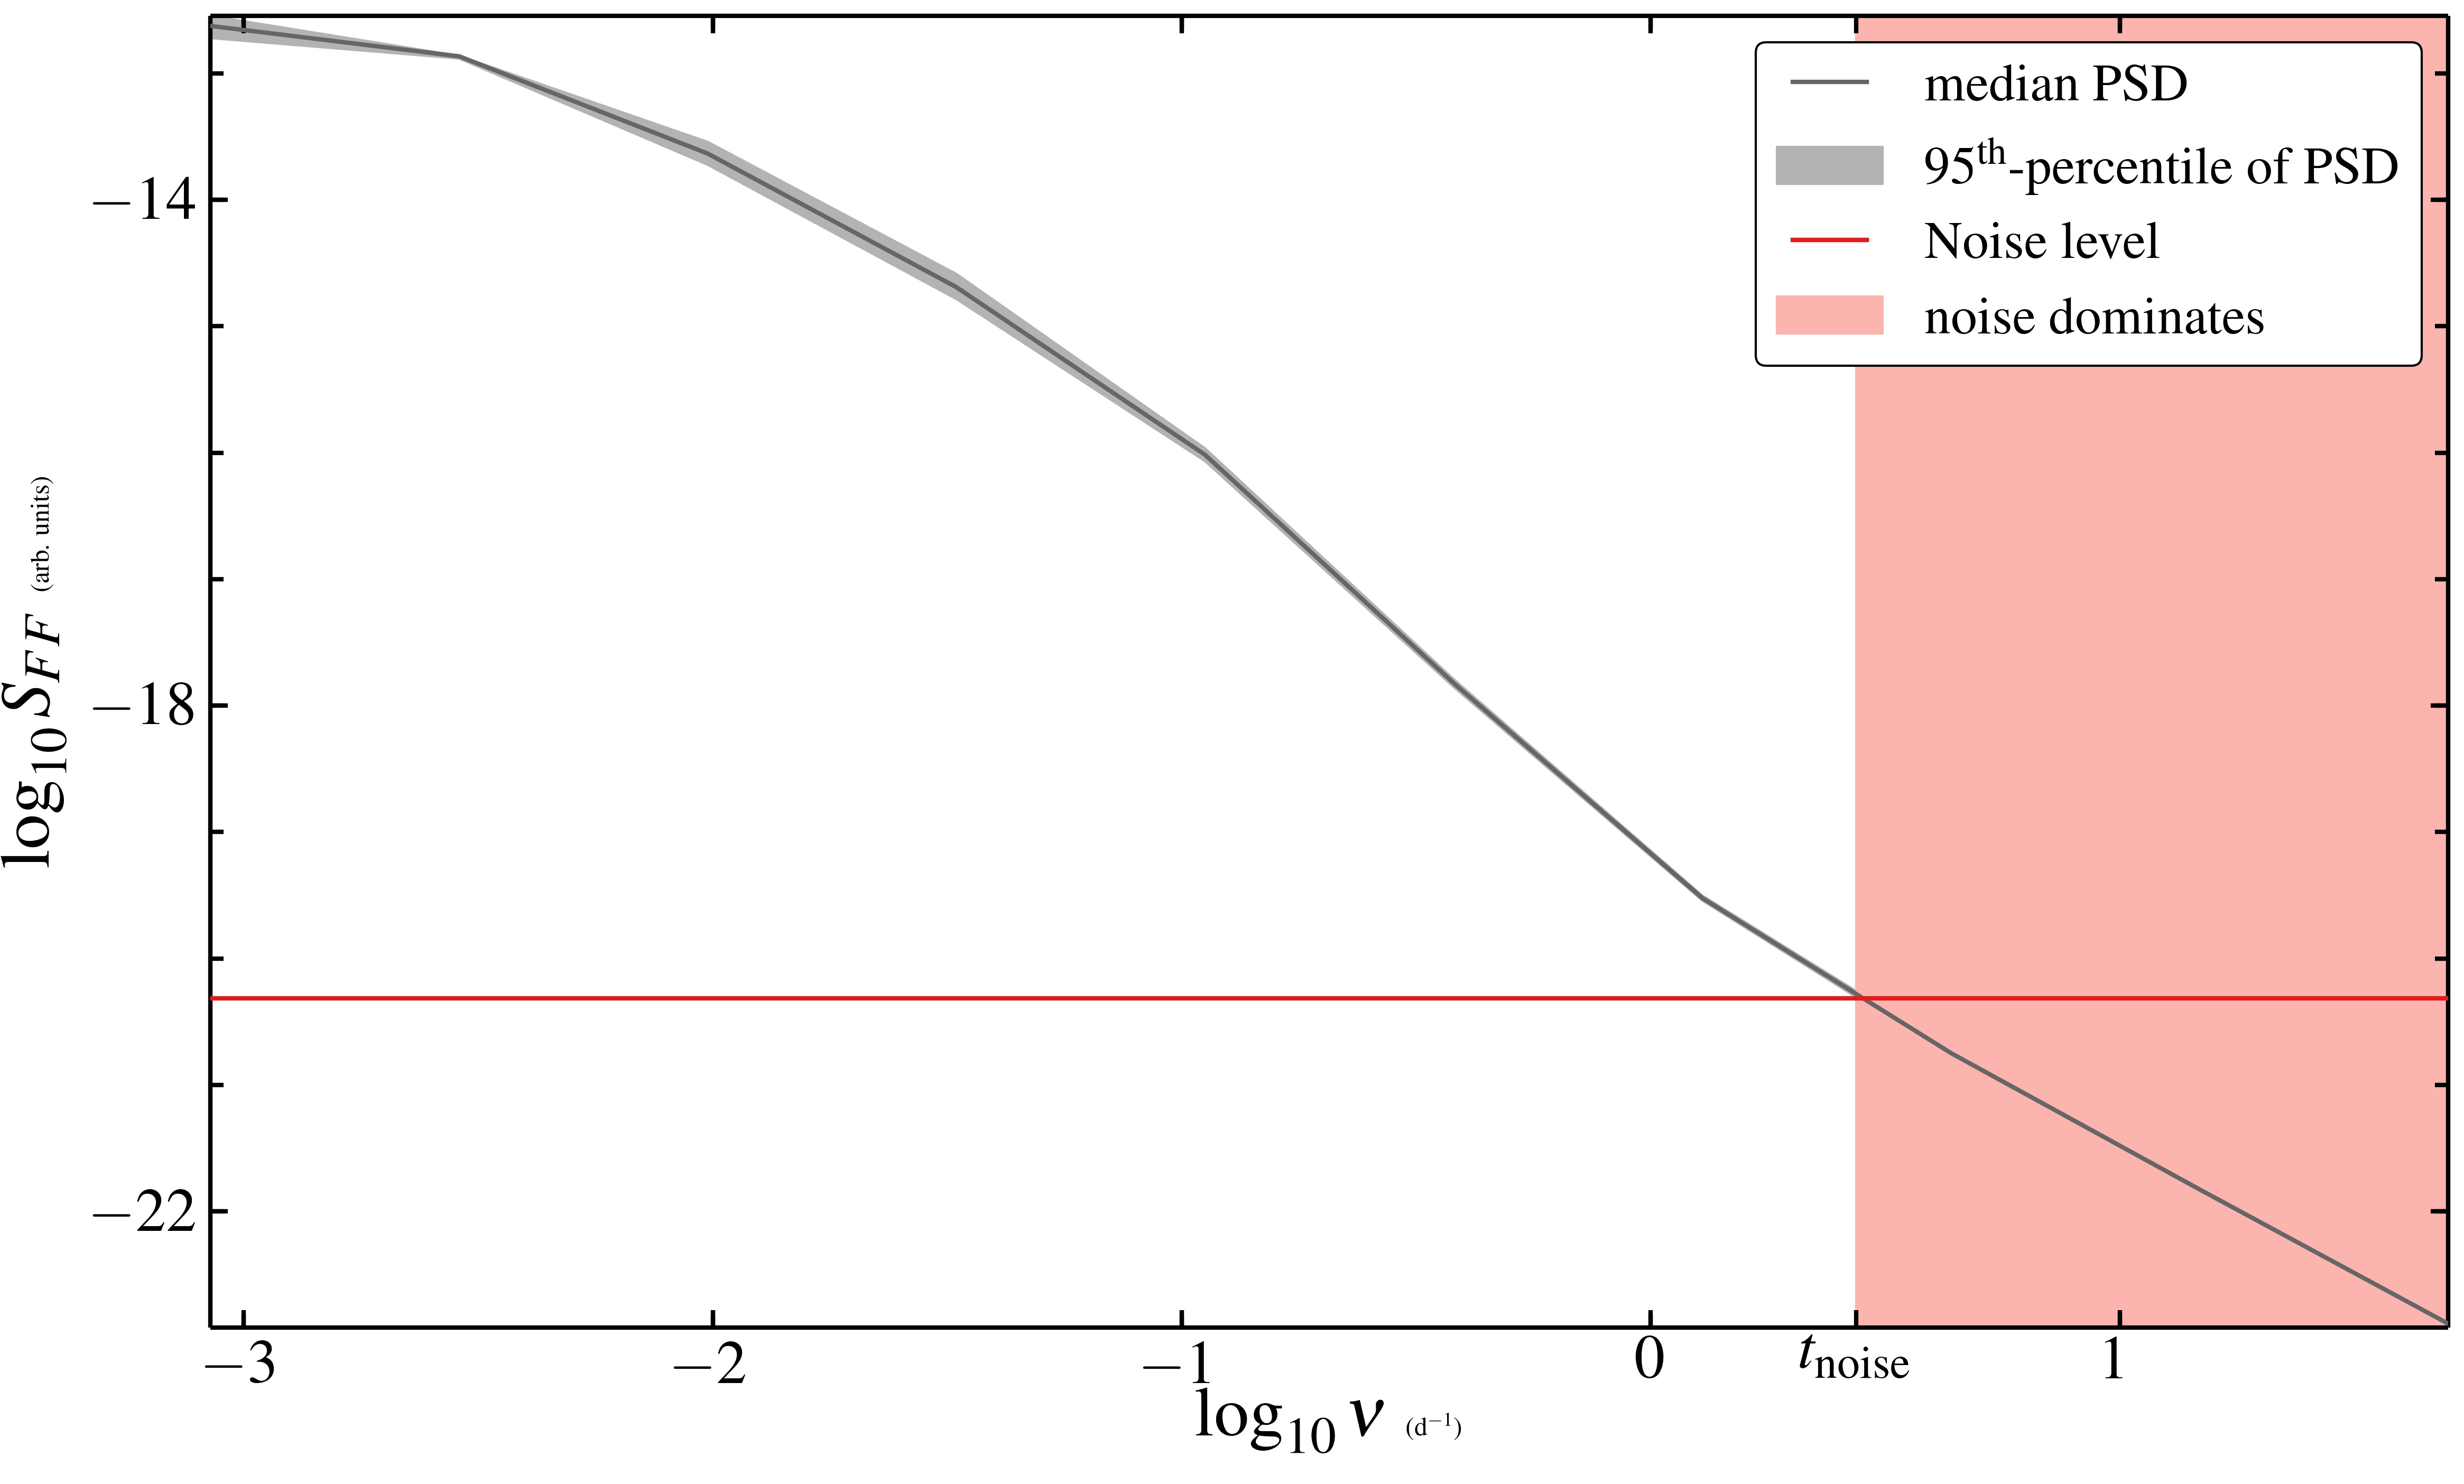 median PSD
95th-percentile of PSD
Noise level
noise dominates
−14
−18
−22
log10 SFF (arb. units)
−3 −2 −1 0 tnoise 1
log10 ν (d−1)